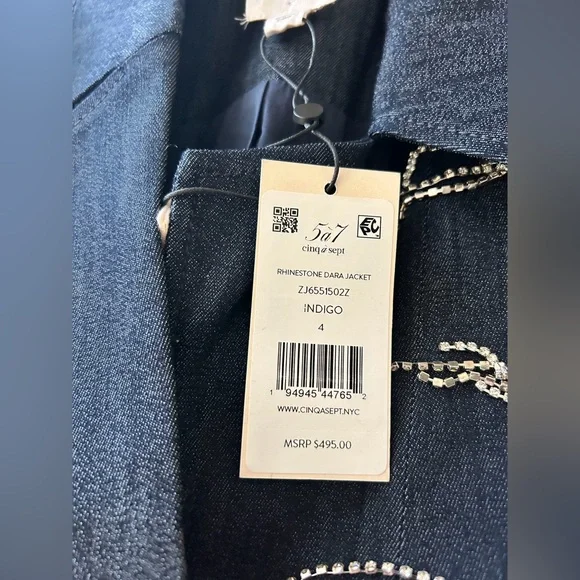 5à7
cinq à sept
RHINESTONE DARA JACKET
ZJ6551502Z
INDIGO
4
1 94945 44765 2
WWW.CINQASEPT.NYC
MSRP $495.00